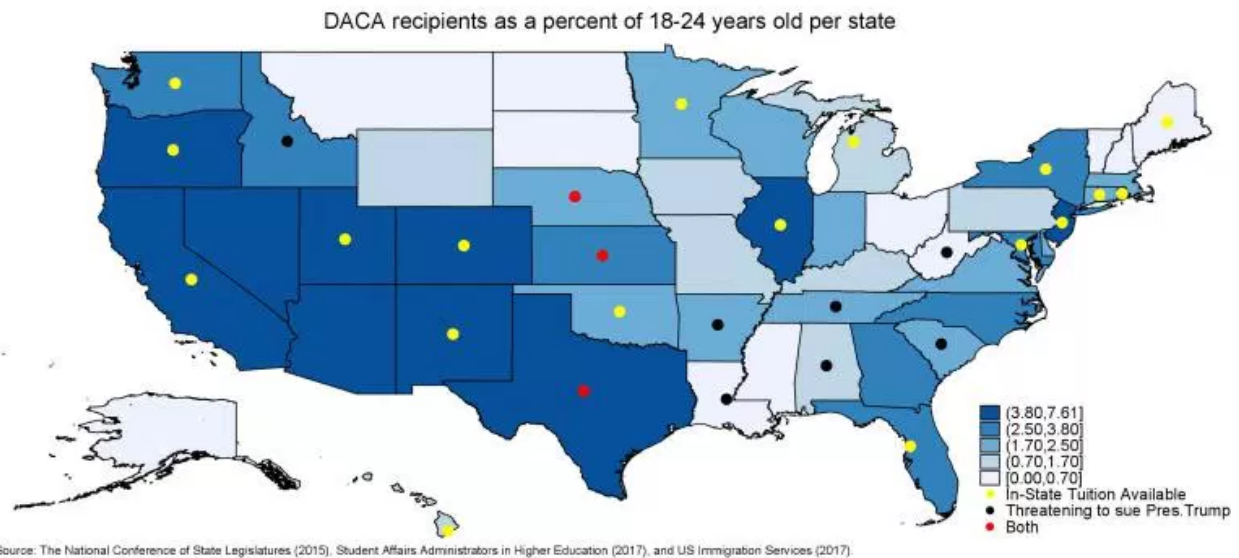 DACA recipients as a percent of 18-24 years old per state
(3.80,7.61]
(2.50,3.80]
(1.70,2.50]
(0.70,1.70]
[0.00,0.70]
In-State Tuition Available
Threatening to sue Pres.Trump
Both
Source: The National Conference of State Legislatures (2015), Student Affairs Administrators in Higher Education (2017), and US Immigration Services (2017).